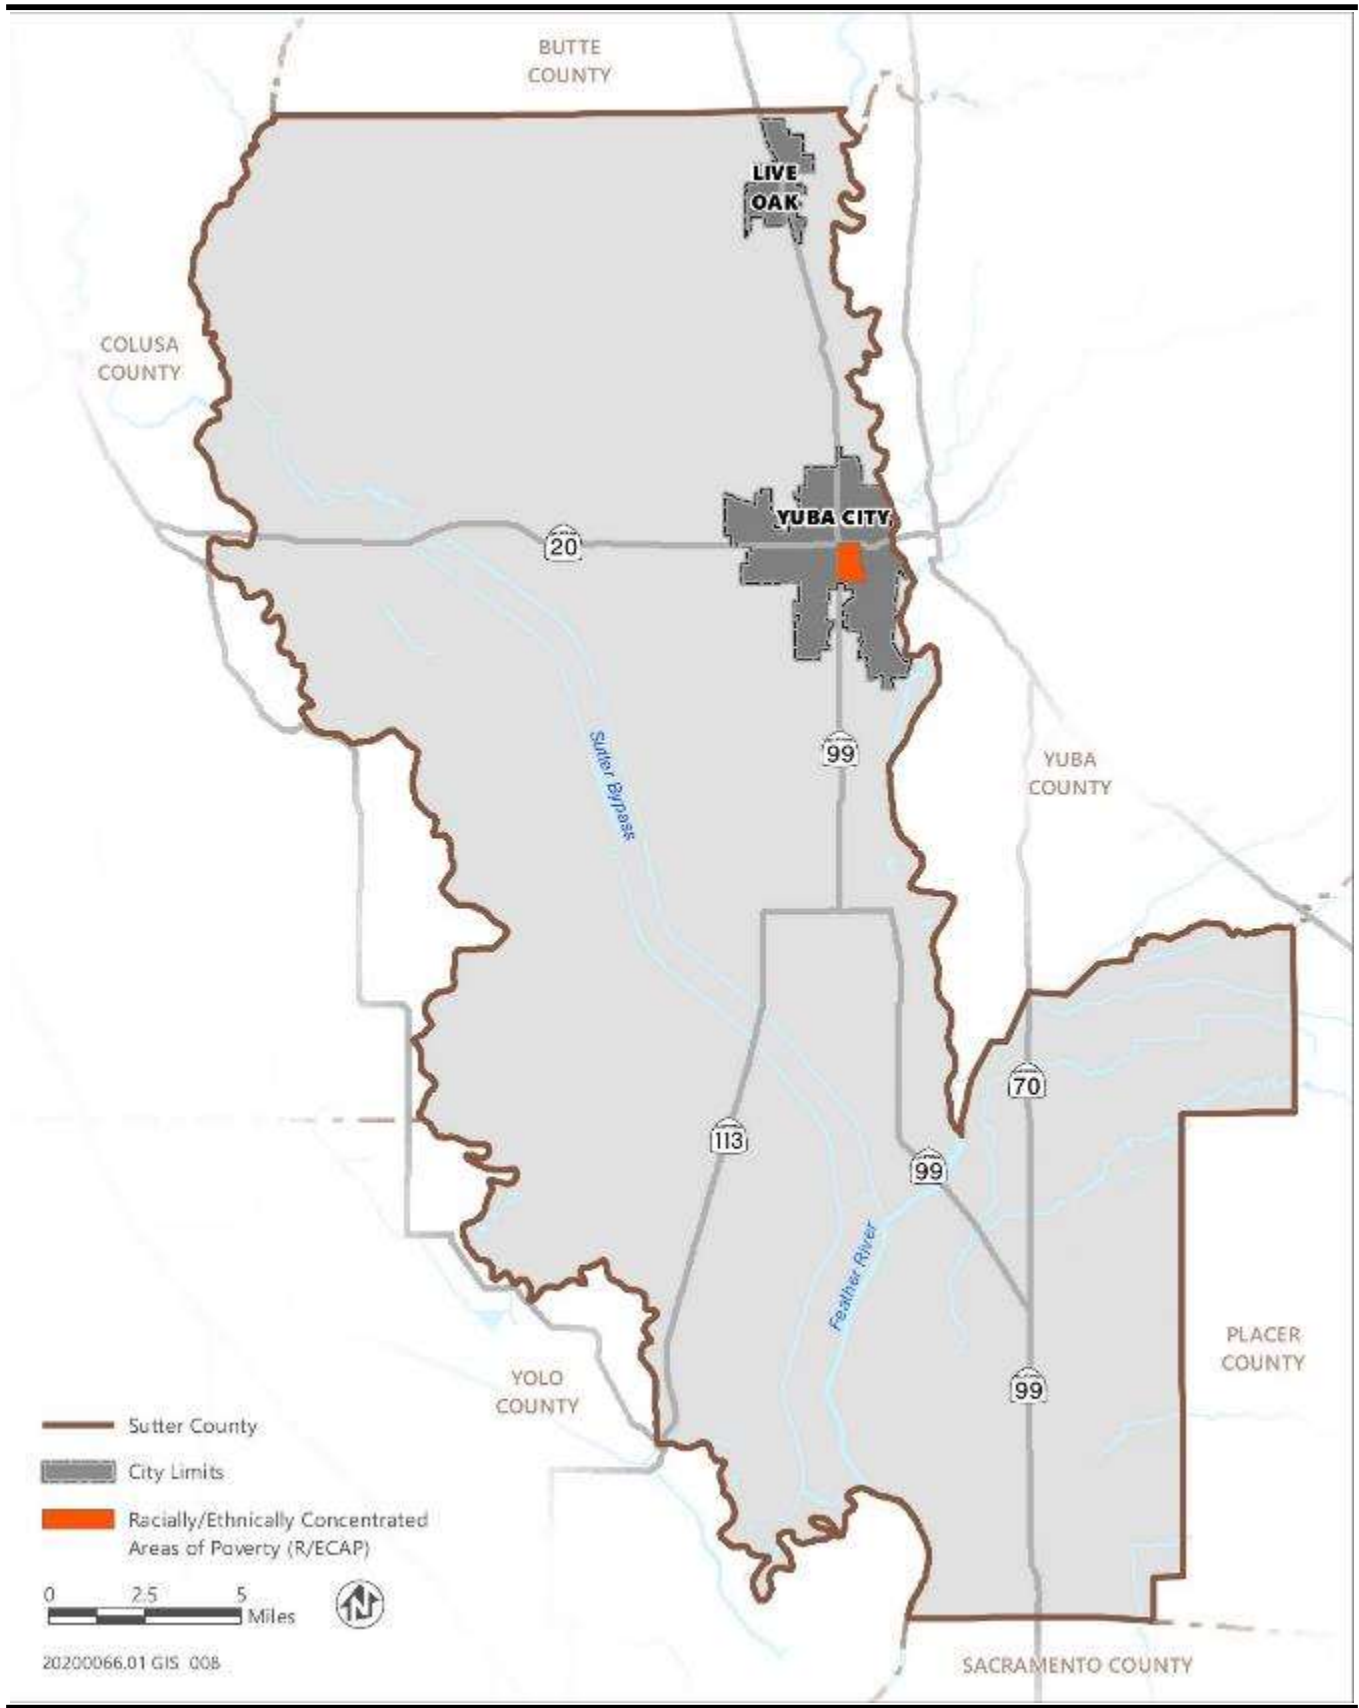 BUTTE
COUNTY
LIVE
OAK
COLUSA
COUNTY
YUBA CITY
20
99
Sutter Bypass
YUBA
COUNTY
70
113
99
Feather River
PLACER
COUNTY
YOLO
COUNTY
99
Sutter County
City Limits
Racially/Ethnically Concentrated
Areas of Poverty (R/ECAP)
0 2.5 5
Miles
N
20200066.01 GIS 008
SACRAMENTO COUNTY